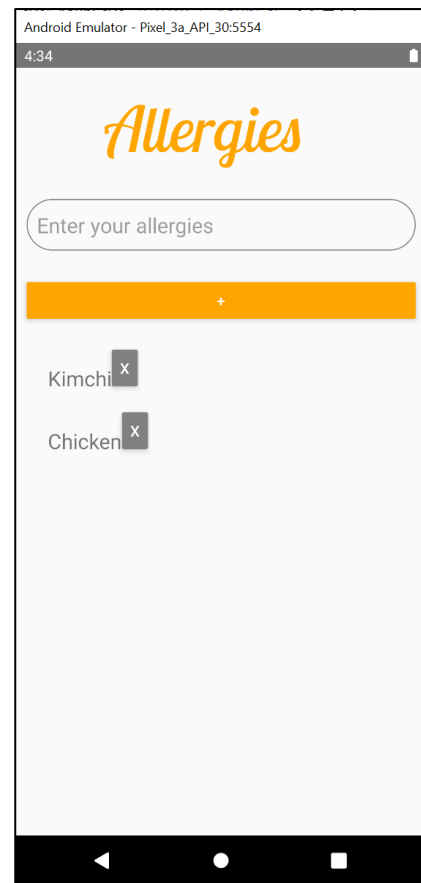 Android Emulator - Pixel_3a_API_30:5554
4:34
Allergies
Enter your allergies
+
Kimchi X
Chicken X